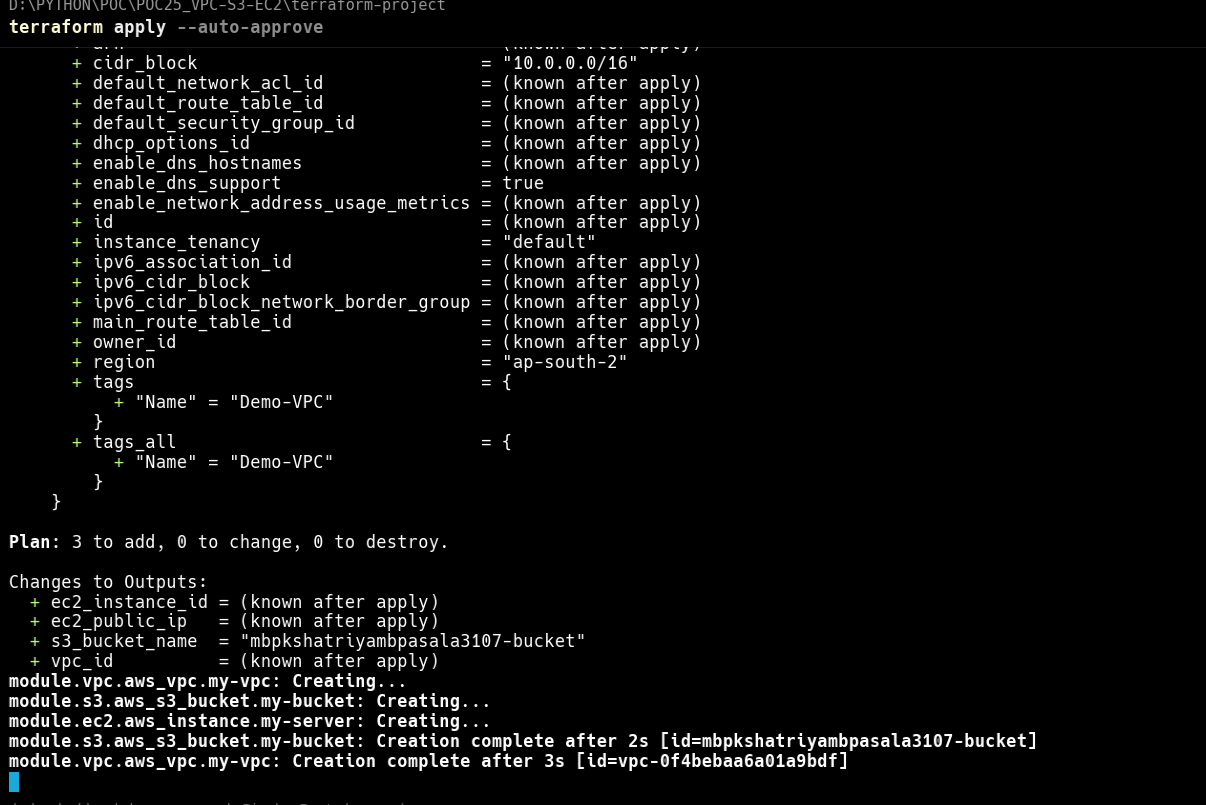 D:\PYTHON\POC\POC25_VPC-S3-EC2\terraform-project
terraform apply --auto-approve
= (known after apply)
+ cidr_block = "10.0.0.0/16"
+ default_network_acl_id = (known after apply)
+ default_route_table_id = (known after apply)
+ default_security_group_id = (known after apply)
+ dhcp_options_id = (known after apply)
+ enable_dns_hostnames = (known after apply)
+ enable_dns_support = true
+ enable_network_address_usage_metrics = (known after apply)
+ id = (known after apply)
+ instance_tenancy = "default"
+ ipv6_association_id = (known after apply)
+ ipv6_cidr_block = (known after apply)
+ ipv6_cidr_block_network_border_group = (known after apply)
+ main_route_table_id = (known after apply)
+ owner_id = (known after apply)
+ region = "ap-south-2"
+ tags = {
+ "Name" = "Demo-VPC"
}
+ tags_all = {
+ "Name" = "Demo-VPC"
}
}
Plan: 3 to add, 0 to change, 0 to destroy.
Changes to Outputs:
+ ec2_instance_id = (known after apply)
+ ec2_public_ip = (known after apply)
+ s3_bucket_name = "mbpkshatriyambpasala3107-bucket"
+ vpc_id = (known after apply)
module.vpc.aws_vpc.my-vpc: Creating...
module.s3.aws_s3_bucket.my-bucket: Creating...
module.ec2.aws_instance.my-server: Creating...
module.s3.aws_s3_bucket.my-bucket: Creation complete after 2s [id=mbpkshatriyambpasala3107-bucket]
module.vpc.aws_vpc.my-vpc: Creation complete after 3s [id=vpc-0f4bebaa6a01a9bdf]